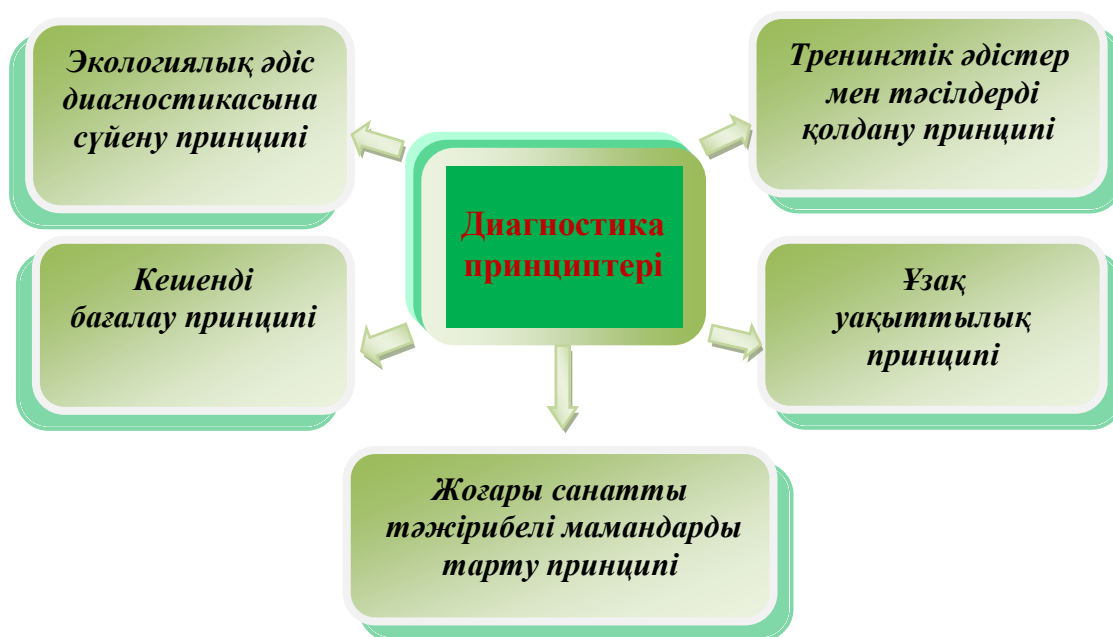 Экологиялық әдіс
диагностикасына
сүйену принципі
Тренингтік әдістер
мен тәсілдерді
қолдану принципі
Диагностика
принциптері
Кешенді
бағалау принципі
Ұзақ
уақыттылық
принципі
Жоғары санатты
тәжірибелі мамандарды
тарту принципі